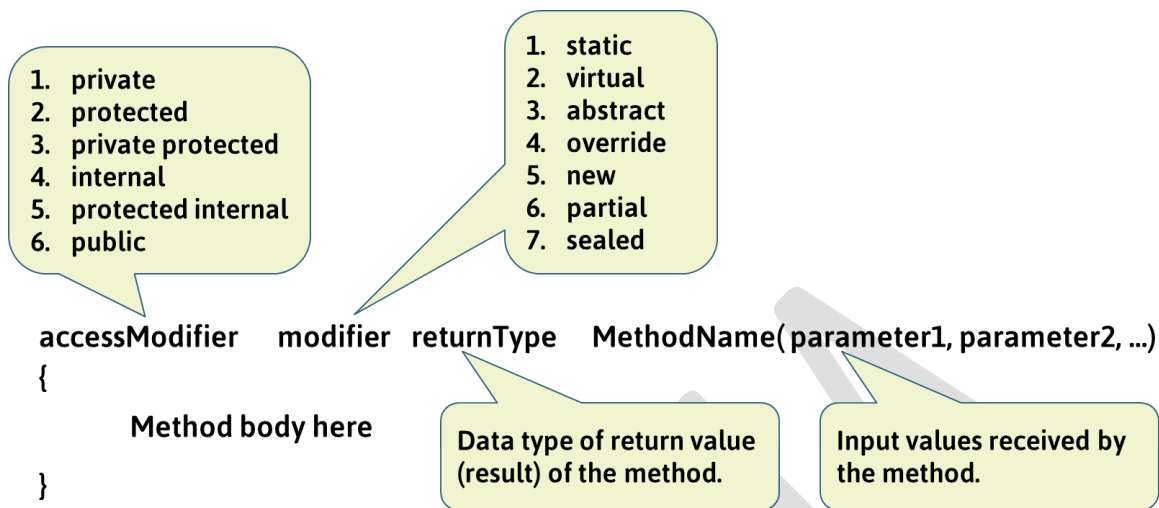 1. private
2. protected
3. private protected
4. internal
5. protected internal
6. public
1. static
2. virtual
3. abstract
4. override
5. new
6. partial
7. sealed
accessModifier modifier returnType MethodName( parameter1, parameter2, ...)
{
Method body here
}
Data type of return value
(result) of the method.
Input values received by
the method.